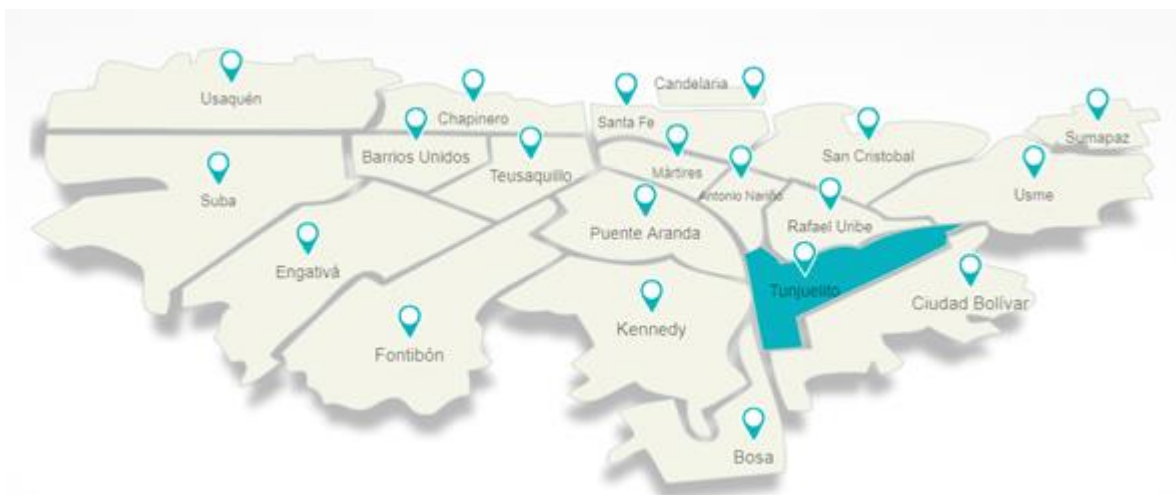 Usaquén
Chapinero
Santa Fe
Candelaria
San Cristobal
Sumapaz
Barrios Unidos
Teusaquillo
Mártires
Antonio Nariño
Suba
Puente Aranda
Rafael Uribe
Usme
Engativá
Fontibón
Kennedy
Tunjuelito
Ciudad Bolívar
Bosa